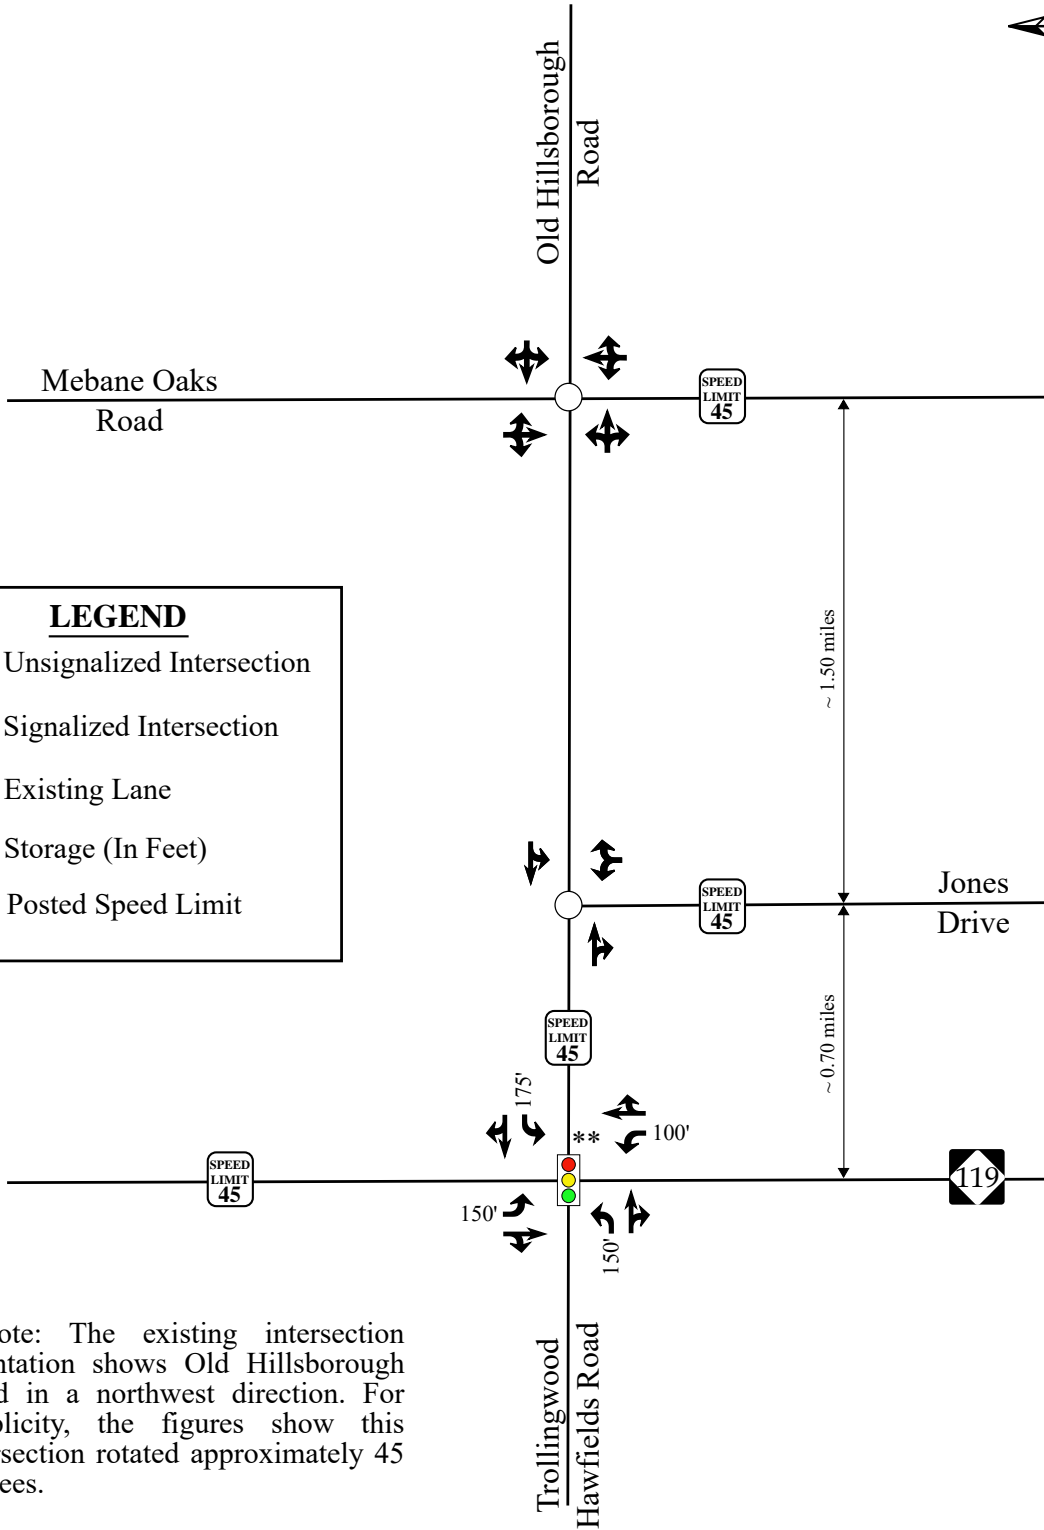 Old Hillsborough
Road
Mebane Oaks
Road
SPEED
LIMIT
45
LEGEND
Unsignalized Intersection
Signalized Intersection
Existing Lane
Storage (In Feet)
Posted Speed Limit
~ 1.50 miles
Jones
Drive
SPEED
LIMIT
45
SPEED
LIMIT
45
~ 0.70 miles
175'
**
100'
SPEED
LIMIT
45
119
150'
150'
ote: The existing intersection
ntation shows Old Hillsborough
d in a northwest direction. For
plicity, the figures show this
rsection rotated approximately 45
ees.
Trollingwood
Hawfields Road